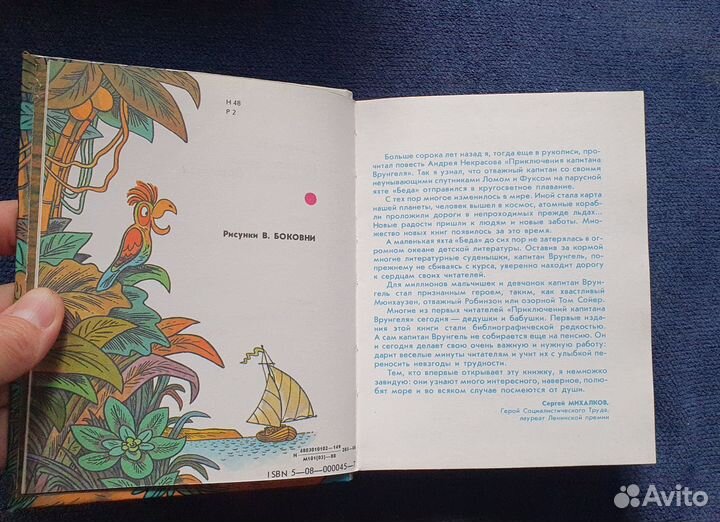 Н 48
Р 2
Рисунки В. БОКОВНИ
Н
4803010102—149
М101(03)—88
ISBN 5—08—000045—7
Больше сорока лет назад я, тогда еще в рукописи, про-
читал повесть Андрея Некрасова «Приключения капитана
Врунгеля». Так я узнал, что отважный капитан со своими
неунывающими спутниками Ломом и Фуксом на парусной
яхте «Беда» отправился в кругосветное плавание.
С тех пор многое изменилось в мире. Иной стала карта
нашей планеты, человек вышел в космос, атомные кораб-
ли проложили дороги в непроходимых прежде льдах...
Новые радости пришли к людям и новые заботы. Мно-
жество новых книг появилось за это время.
А маленькая яхта «Беда» до сих пор не затерялась в ог-
ромном океане детской литературы. Оставив за кормой
многие литературные суденышки, капитан Врунгель, по-
прежнему не сбиваясь с курса, уверенно находит дорогу
к сердцам своих читателей.
Для миллионов мальчишек и девчонок капитан Врун-
гель стал признанным героем, таким, как хвастливый
Мюнхаузен, отважный Робинзон или озорной Том Сойер.
Многие из первых читателей «Приключений капитана
Врунгеля» сегодня — дедушки и бабушки. Первые изда-
ния этой книги стали библиографической редкостью.
А сам капитан Врунгель не собирается еще на пенсию. Он
и сегодня делает свою очень важную и нужную работу:
дарит веселые минуты читателям и учит их с улыбкой пе-
реносить невзгоды и трудности.
Тем, кто впервые открывает эту книжку, я немножко
завидую: они узнают много интересного, наверное, полю-
бят море и во всяком случае посмеются от души.
Сергей МИХАЛКОВ,
Герой Социалистического Труда,
лауреат Ленинской премии
Avito